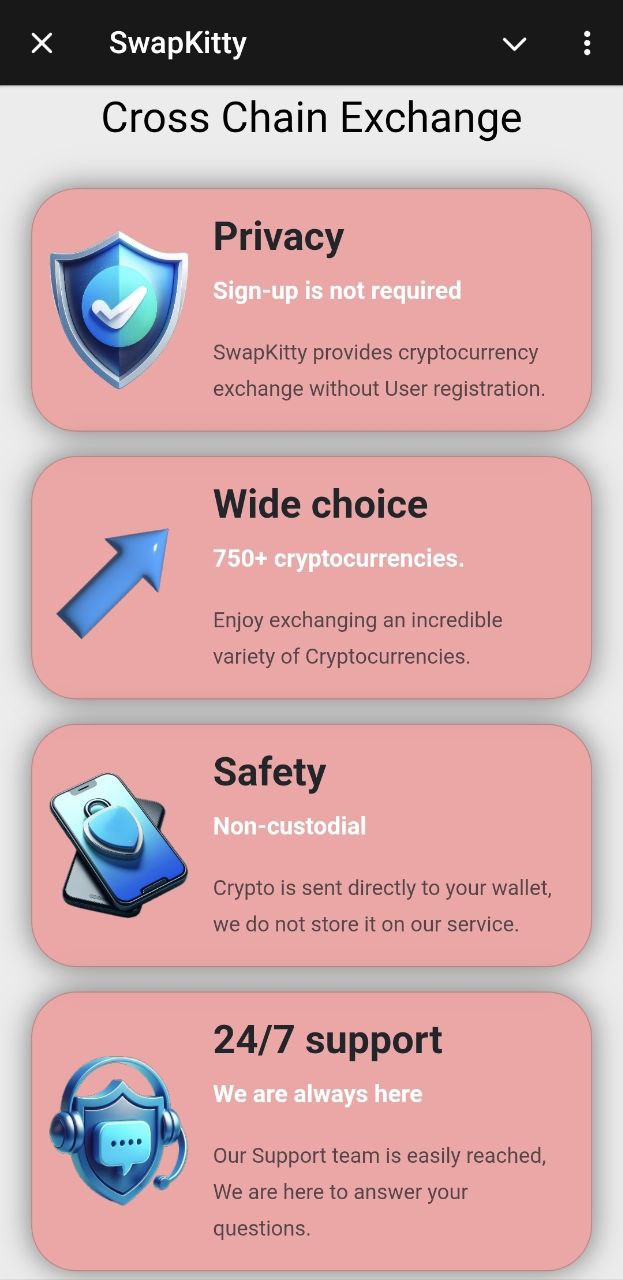 SwapKitty
Cross Chain Exchange
Privacy
Sign-up is not required
SwapKitty provides cryptocurrency
exchange without User registration.
Wide choice
750+ cryptocurrencies.
Enjoy exchanging an incredible
variety of Cryptocurrencies.
Safety
Non-custodial
Crypto is sent directly to your wallet,
we do not store it on our service.
24/7 support
We are always here
Our Support team is easily reached,
We are here to answer your
questions.